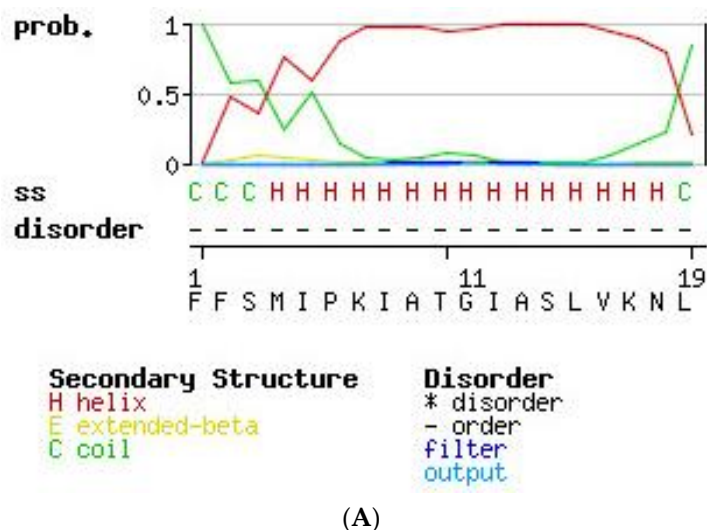 prob.
1
0.5
0
ss C C C H H H H H H H H H H H H H H H C
disorder - - - - - - - - - - - - - - - - - - -
1 11 19
F F S M I P K I A T G I A S L V K N L
Secondary Structure
H helix
E extended-beta
C coil
Disorder
* disorder
- order
filter
output
(A)